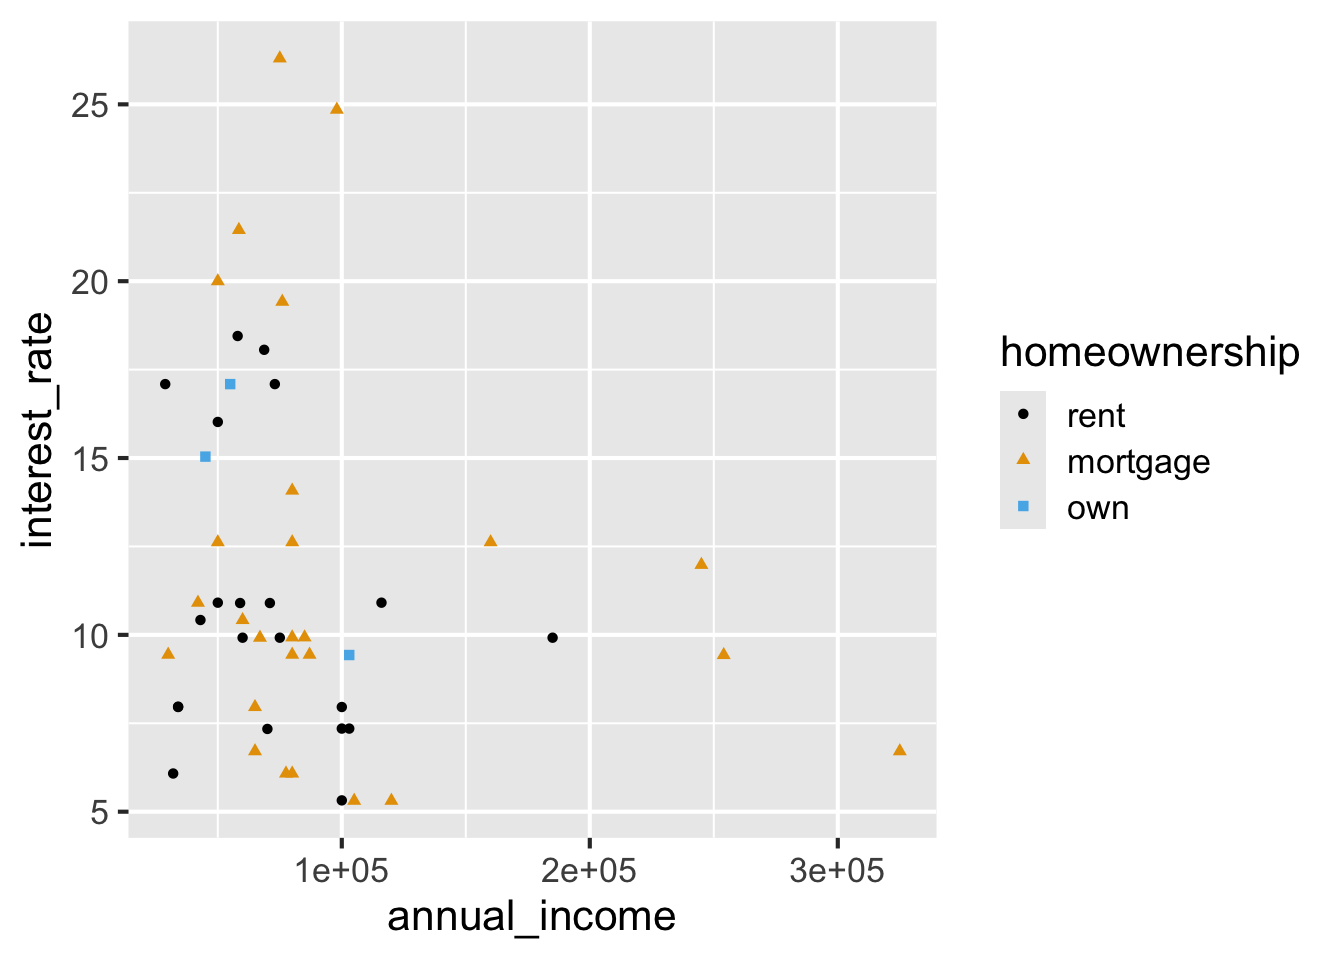 25
20
15
10
5
interest_rate
1e+05
2e+05
3e+05
annual_income
homeownership
rent
mortgage
own